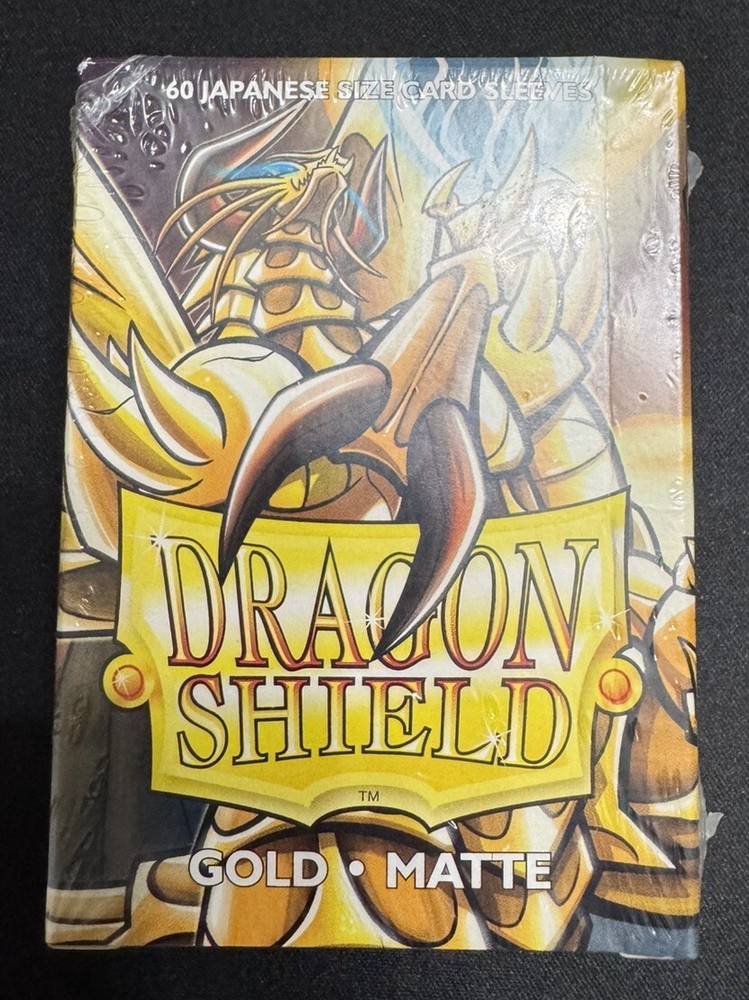 60 JAPANESE SIZE CARD SLEEVES
DRAGON
SHIELD
TM
GOLD • MATTE